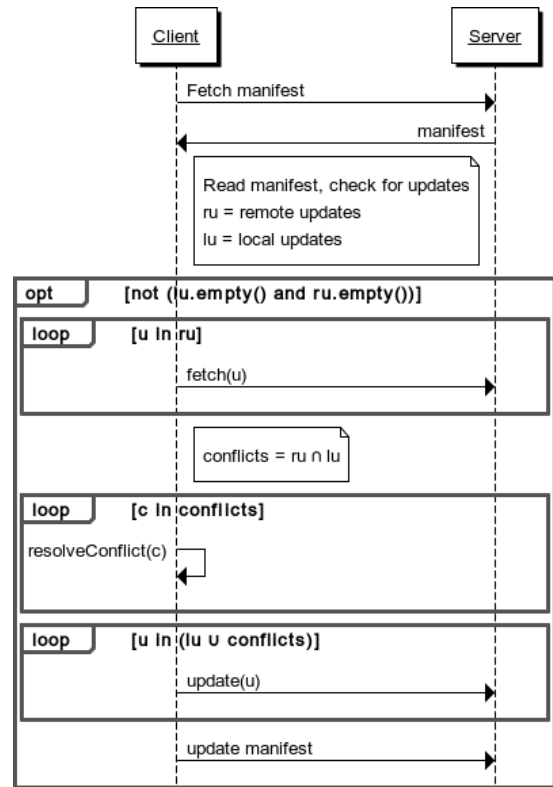 Client
Server
Fetch manifest
manifest
Read manifest, check for updates
ru = remote updates
lu = local updates
opt [not (lu.empty() and ru.empty())]
loop [u in ru]
fetch(u)
conflicts = ru ∩ lu
loop [c in conflicts]
resolveConflict(c)
loop [u in (lu ∪ conflicts)]
update(u)
update manifest